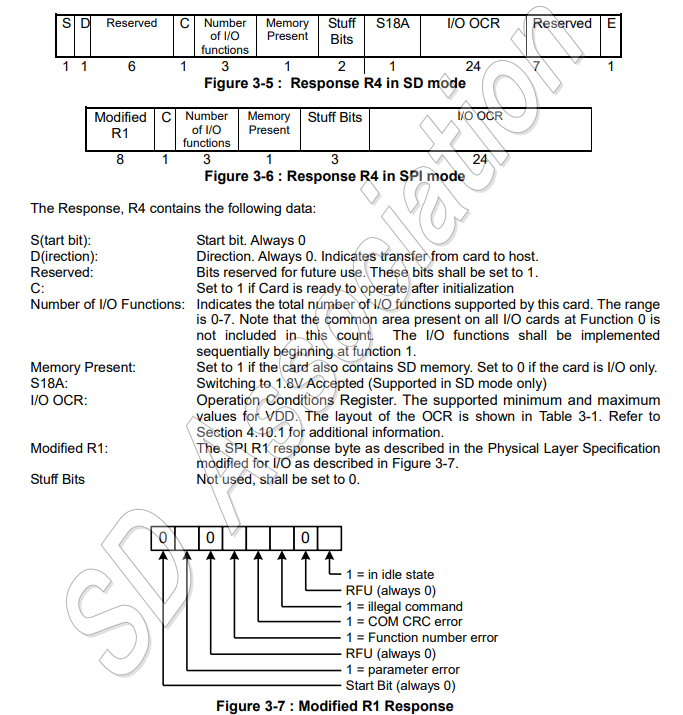 S D Reserved C Number of I/O functions Memory Present Stuff Bits S18A I/O OCR Reserved E
1 1 6 1 3 1 2 1 24 7 1
Figure 3-5 : Response R4 in SD mode
Modified R1 C Number of I/O functions Memory Present Stuff Bits I/O OCR
8 1 3 1 3 24
Figure 3-6 : Response R4 in SPI mode
The Response, R4 contains the following data:
S(tart bit): Start bit. Always 0
D(irection): Direction. Always 0. Indicates transfer from card to host.
Reserved: Bits reserved for future use. These bits shall be set to 1.
C: Set to 1 if Card is ready to operate after initialization
Number of I/O Functions: Indicates the total number of I/O functions supported by this card. The range
is 0-7. Note that the common area present on all I/O cards at Function 0 is
not included in this count. The I/O functions shall be implemented
sequentially beginning at function 1.
Memory Present: Set to 1 if the card also contains SD memory. Set to 0 if the card is I/O only.
S18A: Switching to 1.8V Accepted (Supported in SD mode only)
I/O OCR: Operation Conditions Register. The supported minimum and maximum
values for VDD. The layout of the OCR is shown in Table 3-1. Refer to
Section 4.10.1 for additional information.
Modified R1: The SPI R1 response byte as described in the Physical Layer Specification
modified for I/O as described in Figure 3-7.
Stuff Bits Not used, shall be set to 0.
0 0 0
1 = in idle state
RFU (always 0)
1 = illegal command
1 = COM CRC error
1 = Function number error
RFU (always 0)
1 = parameter error
Start Bit (always 0)
Figure 3-7 : Modified R1 Response
SD Association